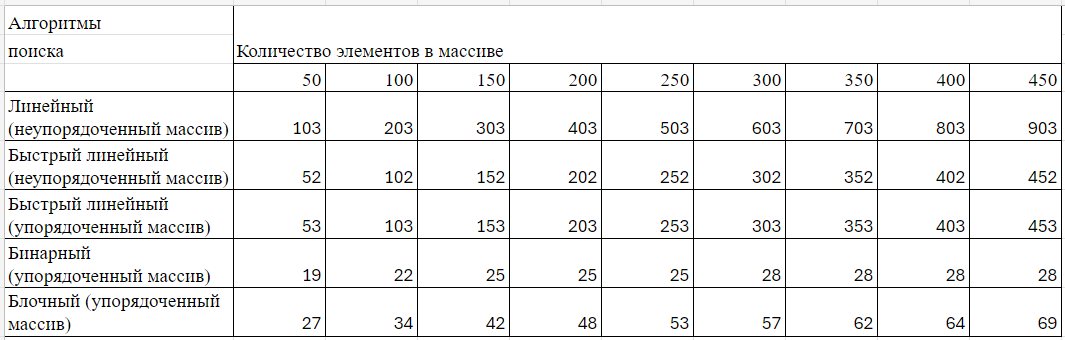 Алгоритмы
поиска Количество элементов в массиве
50 100 150 200 250 300 350 400 450
Линейный
(неупорядоченный массив) 103 203 303 403 503 603 703 803 903
Быстрый линейный
(неупорядоченный массив) 52 102 152 202 252 302 352 402 452
Быстрый линейный
(упорядоченный массив) 53 103 153 203 253 303 353 403 453
Бинарный
(упорядоченный массив) 19 22 25 25 25 28 28 28 28
Блочный (упорядоченный
массив) 27 34 42 48 53 57 62 64 69